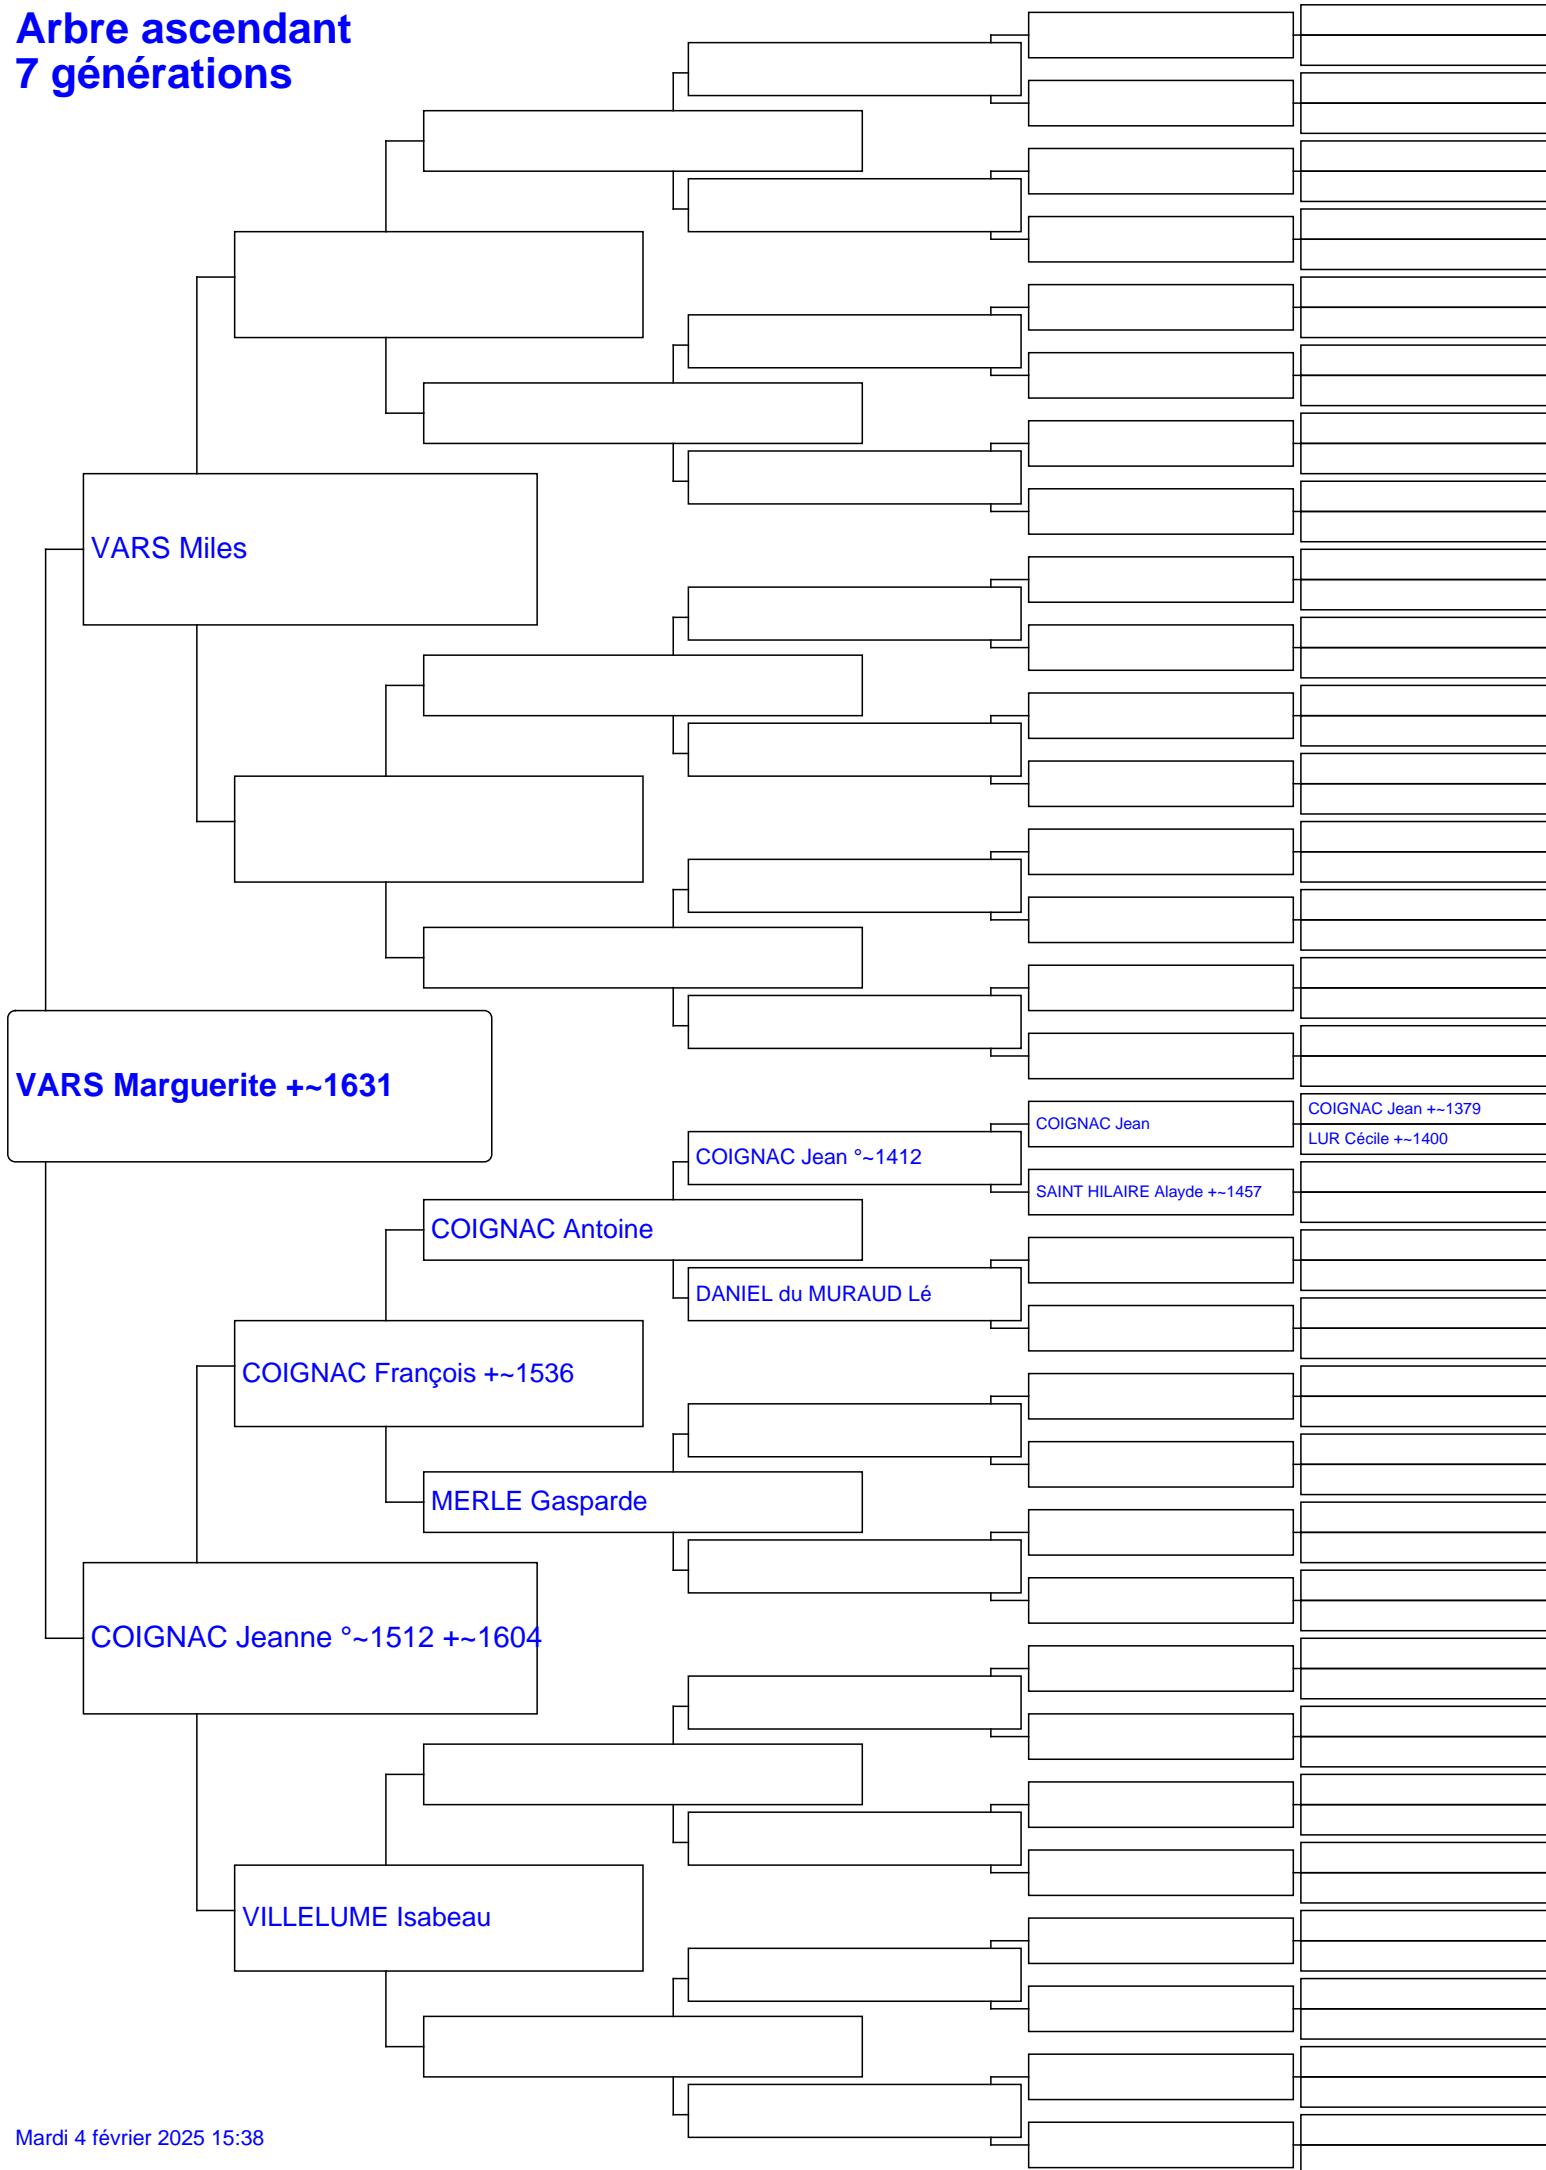 Arbre ascendant
7 générations
VARS Miles
VARS Marguerite +~1631
COIGNAC Jean +~1379
COIGNAC Jean
LUR Cécile +~1400
COIGNAC Jean °~1412
SAINT HILAIRE Alayde +~1457
COIGNAC Antoine
DANIEL du MURAUD Lé
COIGNAC François +~1536
MERLE Gasparde
COIGNAC Jeanne °~1512 +~1604
VILLELUME Isabeau
Mardi 4 février 2025 15:38